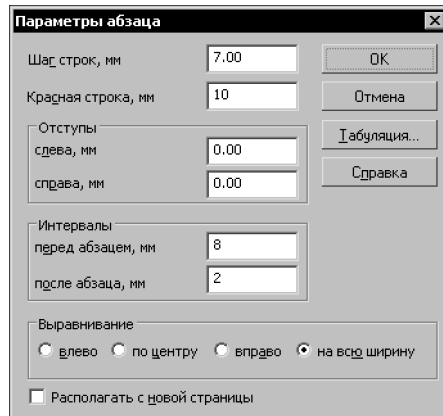 Параметры абзаца
Шаг строк, мм 7.00 OK
Красная строка, мм 10 Отмена
Отступы Табуляция...
слева, мм 0.00
справа, мм 0.00 Справка
Интервалы
перед абзацем, мм 8
после абзаца, мм 2
Выравнивание
влево по центру вправо на всю ширину
Располагать с новой страницы